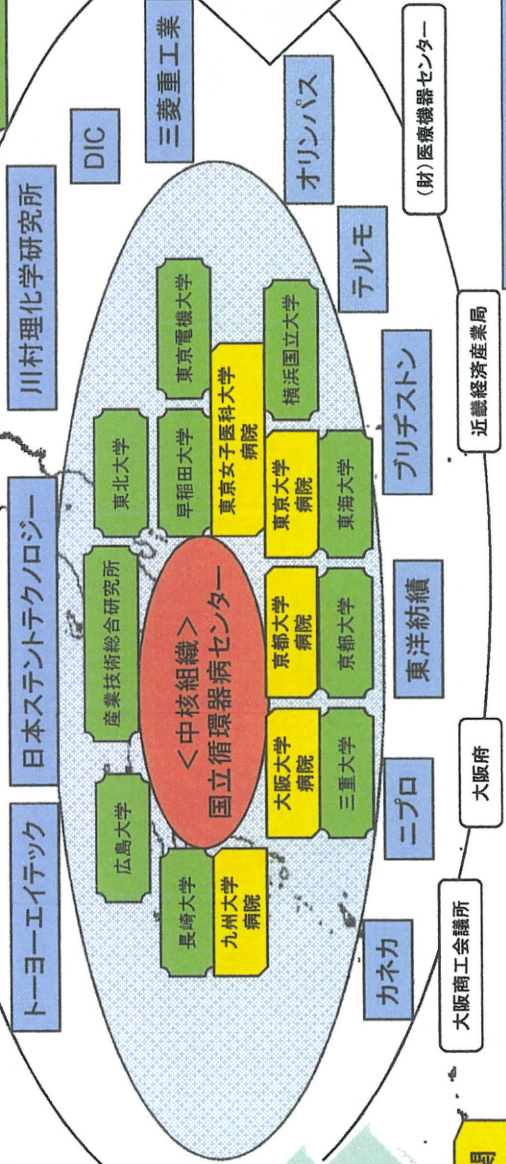 トーヨーエイテック
日本ステントテクノロジー
川村理化学研究所
DIC
三菱重工業
広島大学
産業技術総合研究所
東北大学
長崎大学
早稲田大学
東京電機大学
<中核組織>
国立循環器病センター
九州大学
病院
東京女子医科大学
病院
大阪大学
病院
京都大学
病院
東京大学
病院
横浜国立大学
三重大学
京都大学
東海大学
カネカ
ニプロ
東洋紡績
ブリヂストン
テルモ
オリンパス
大阪商工会議所
大阪府
近畿経済産業局
(財)医療機器センター